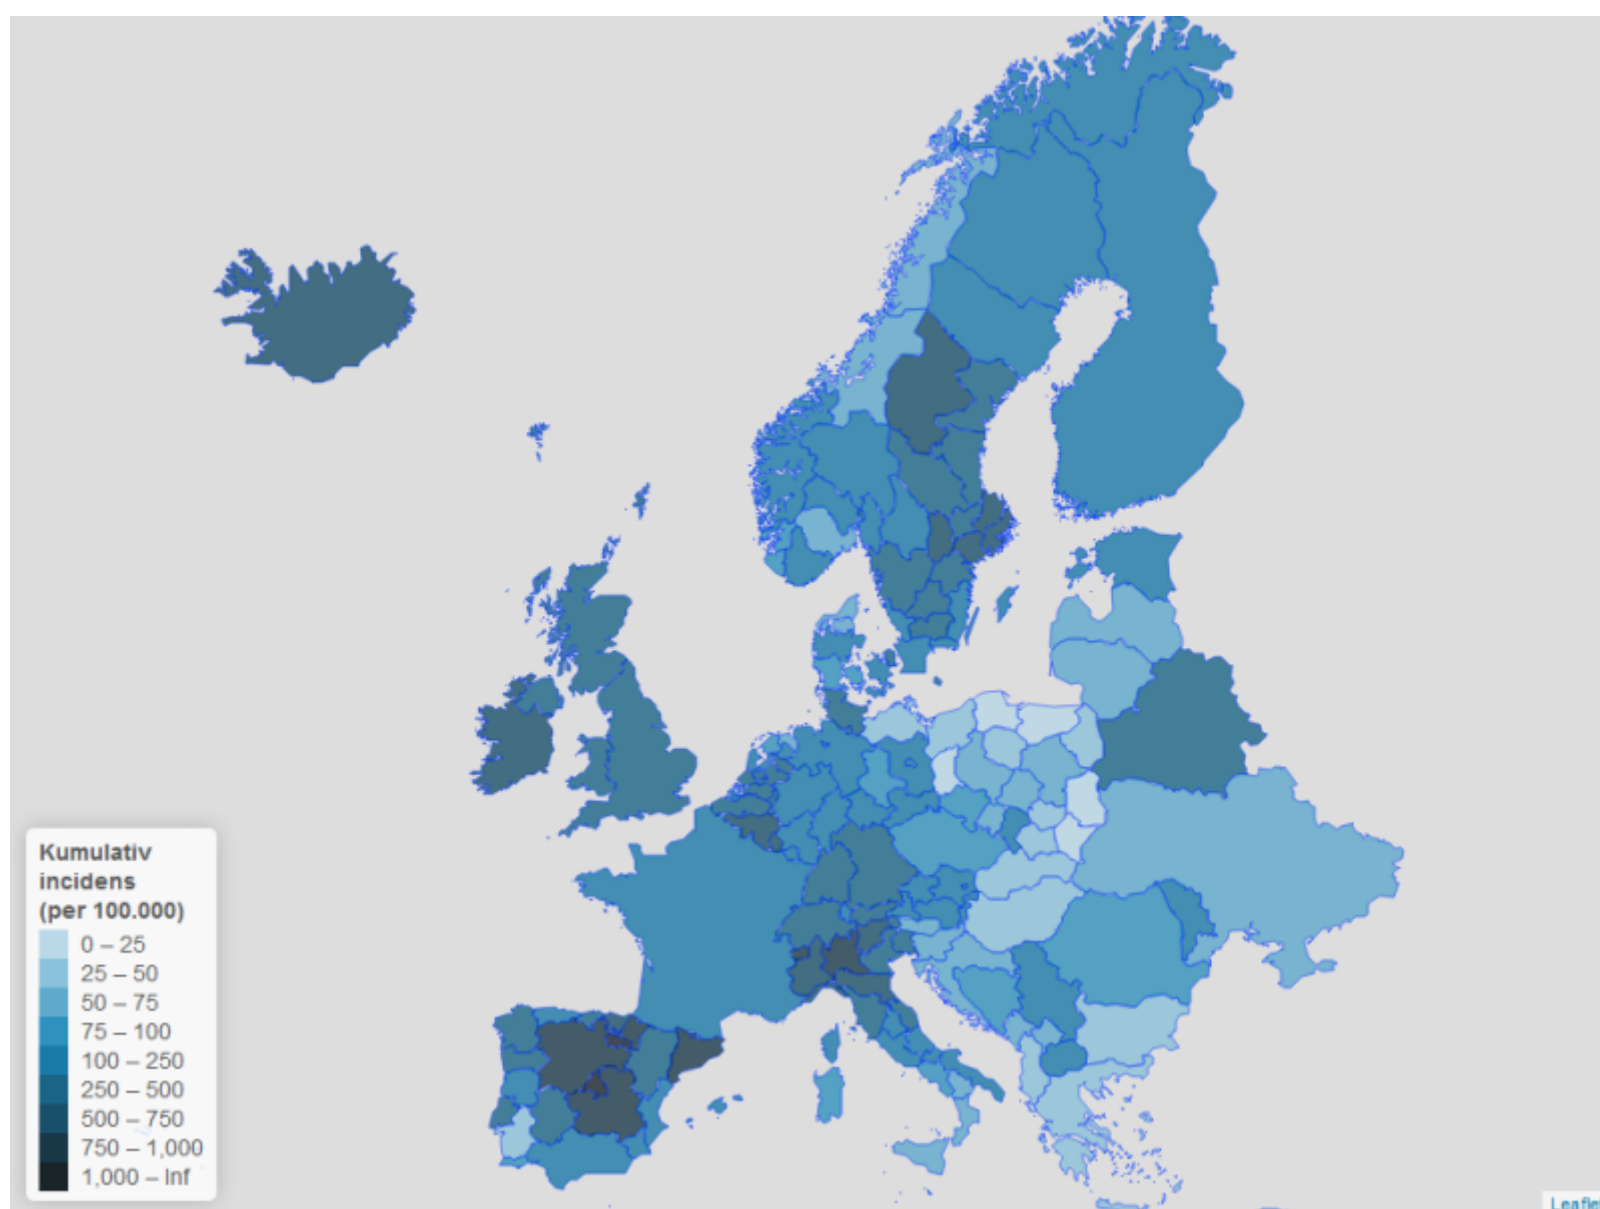 Kumulativ
incidens
(per 100.000)
0 – 25
25 – 50
50 – 75
75 – 100
100 – 250
250 – 500
500 – 750
750 – 1,000
1,000 – Inf
Leafle